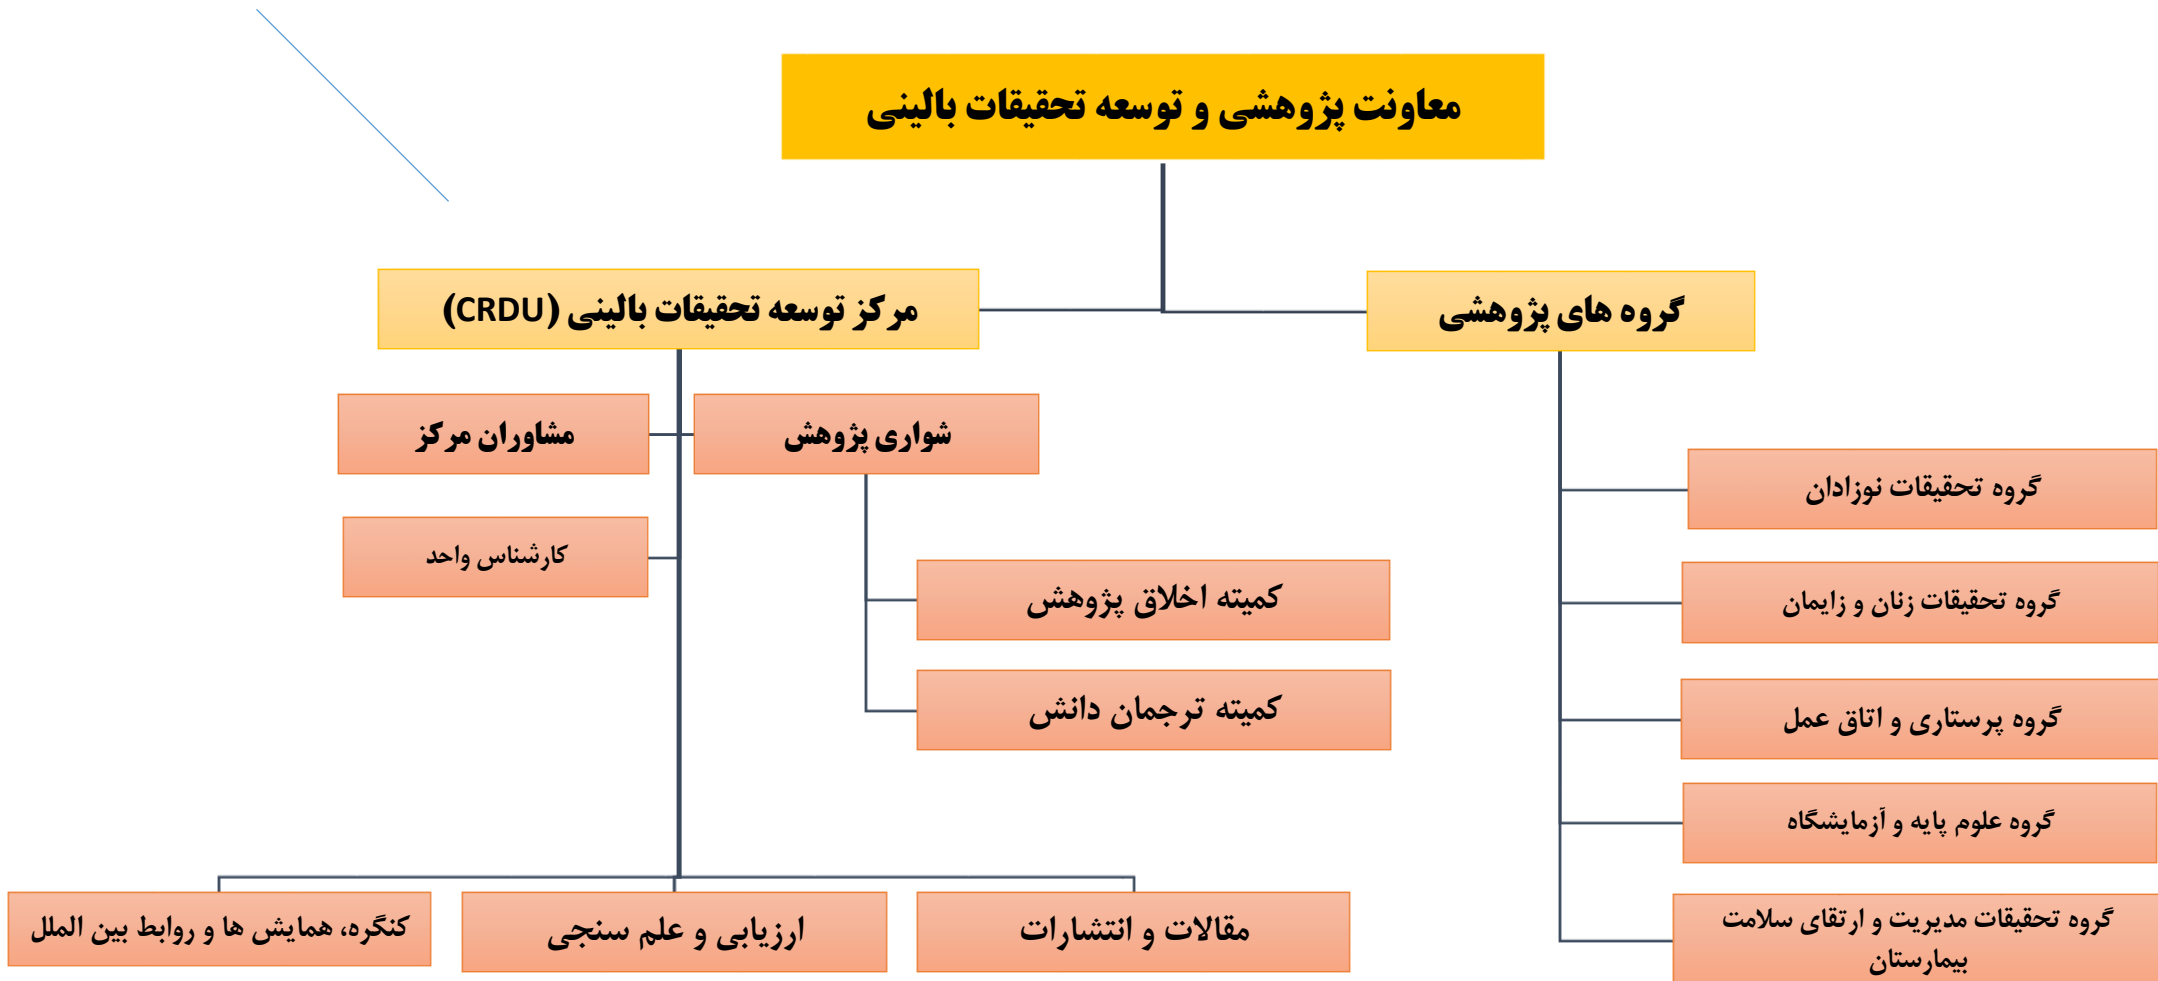 معاونت پژوهشی و توسعه تحقیقات بالینی
گروه های پژوهشی
مرکز توسعه تحقیقات بالینی (CRDU)
شواری پژوهش
مشاوران مرکز
کارشناس واحد
کمیته اخلاق پژوهش
کمیته ترجمان دانش
گروه تحقیقات نوزادان
گروه تحقیقات زنان و زایمان
گروه پرستاری و اتاق عمل
گروه علوم پایه و آزمایشگاه
گروه تحقیقات مدیریت و ارتقای سلامت
بیمارستان
مقالات و انتشارات
ارزیابی و علم سنجی
کنگره، همایش ها و روابط بین الملل